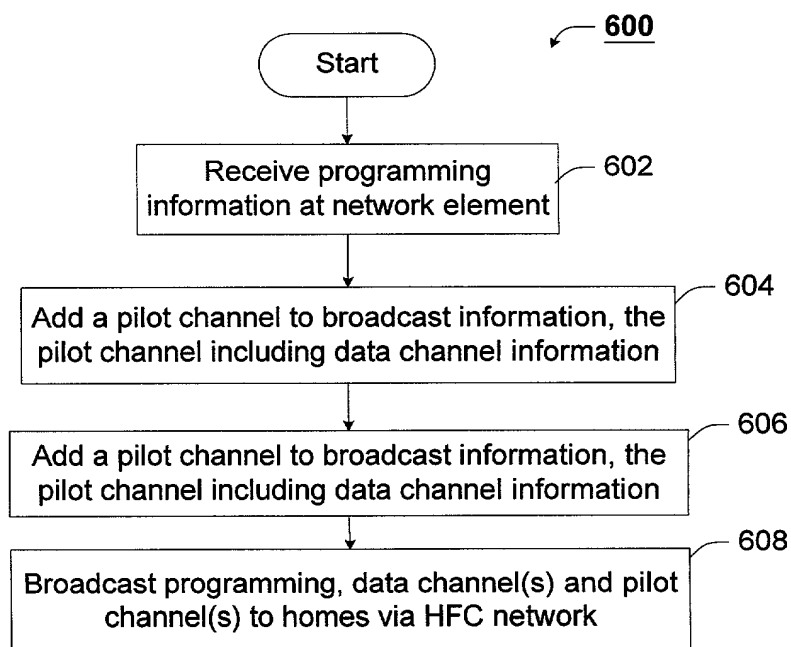 600
Start
Receive programming
information at network element
602
Add a pilot channel to broadcast information, the
pilot channel including data channel information
604
Add a pilot channel to broadcast information, the
pilot channel including data channel information
606
Broadcast programming, data channel(s) and pilot
channel(s) to homes via HFC network
608